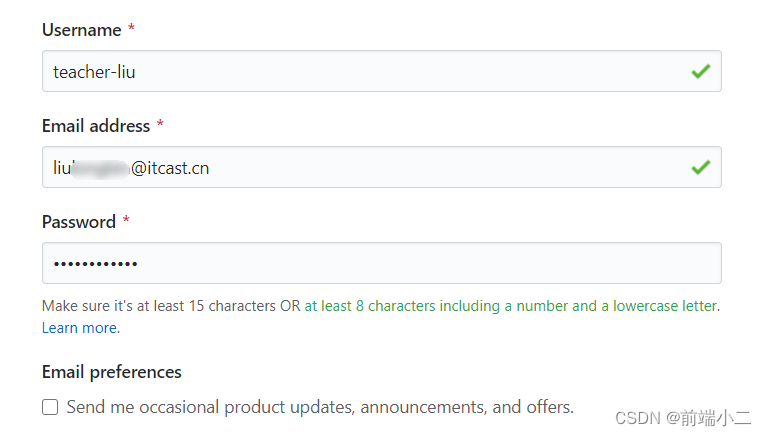 Username *
teacher-liu
Email address *
liu @itcast.cn
Password *
••••••••••••
Make sure it's at least 15 characters OR at least 8 characters including a number and a lowercase letter.
Learn more.
Email preferences
Send me occasional product updates, announcements, and offers.
CSDN @前端小二